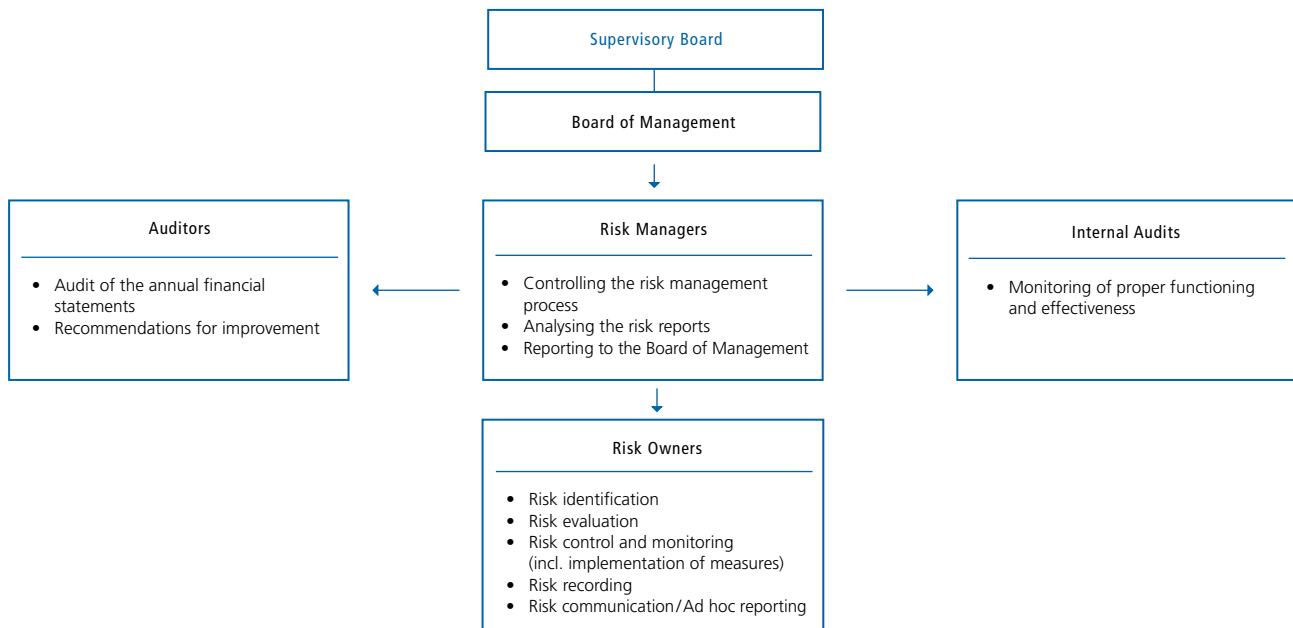 Supervisory Board
Board of Management
Auditors
• Audit of the annual financial
statements
• Recommendations for improvement
Risk Managers
• Controlling the risk management
process
• Analysing the risk reports
• Reporting to the Board of Management
Internal Audits
• Monitoring of proper functioning
and effectiveness
Risk Owners
• Risk identification
• Risk evaluation
• Risk control and monitoring
(incl. implementation of measures)
• Risk recording
• Risk communication/Ad hoc reporting